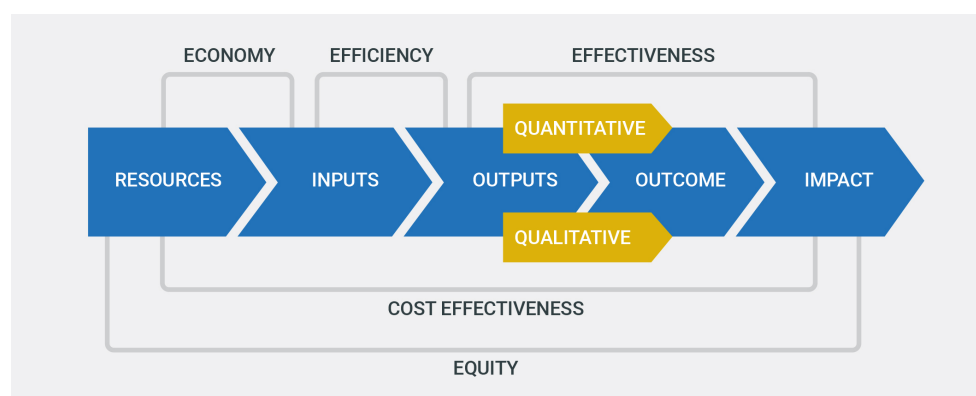 ECONOMY
EFFICIENCY
EFFECTIVENESS
QUANTITATIVE
RESOURCES
INPUTS
OUTPUTS
OUTCOME
IMPACT
QUALITATIVE
COST EFFECTIVENESS
EQUITY